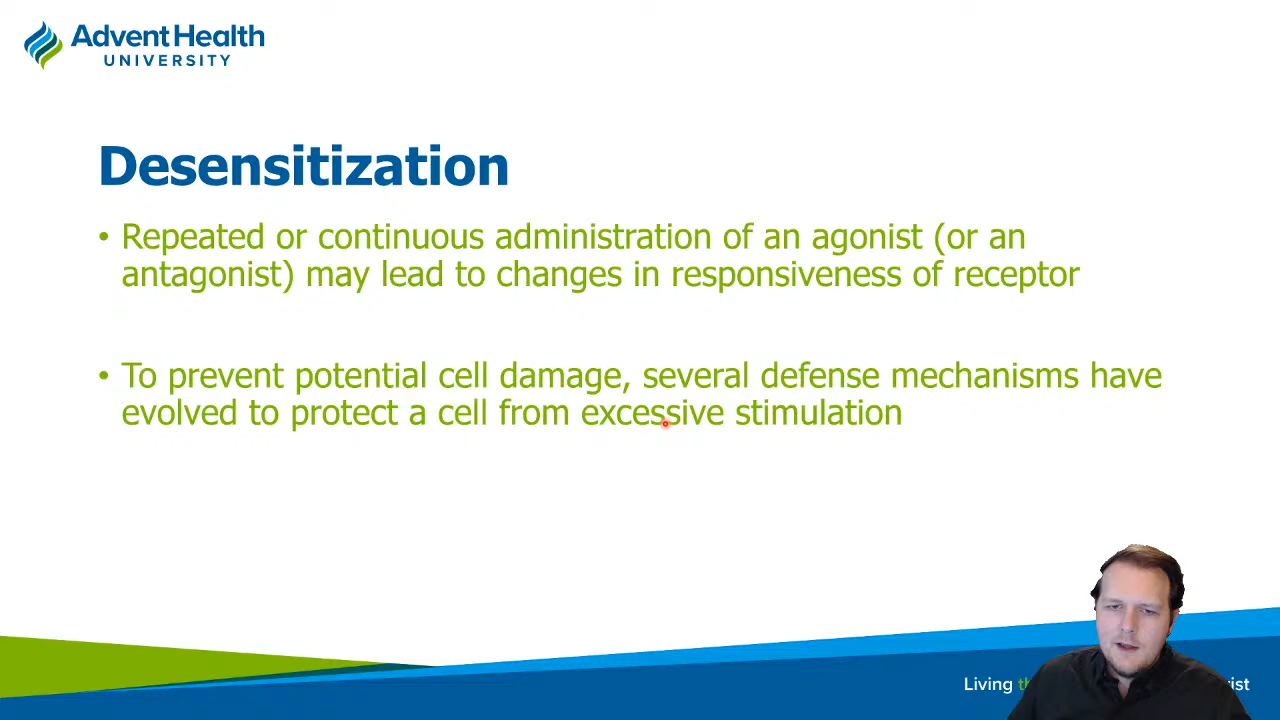 AdventHealth
UNIVERSITY
Desensitization
• Repeated or continuous administration of an agonist (or an
antagonist) may lead to changes in responsiveness of receptor
• To prevent potential cell damage, several defense mechanisms have
evolved to protect a cell from excessive stimulation
Living